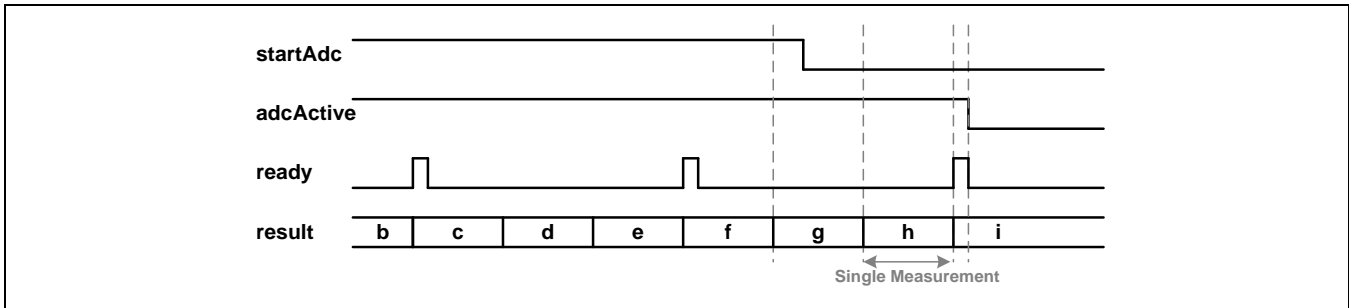 startAdc
adcActive
ready
result b c d e f g h i
Single Measurement